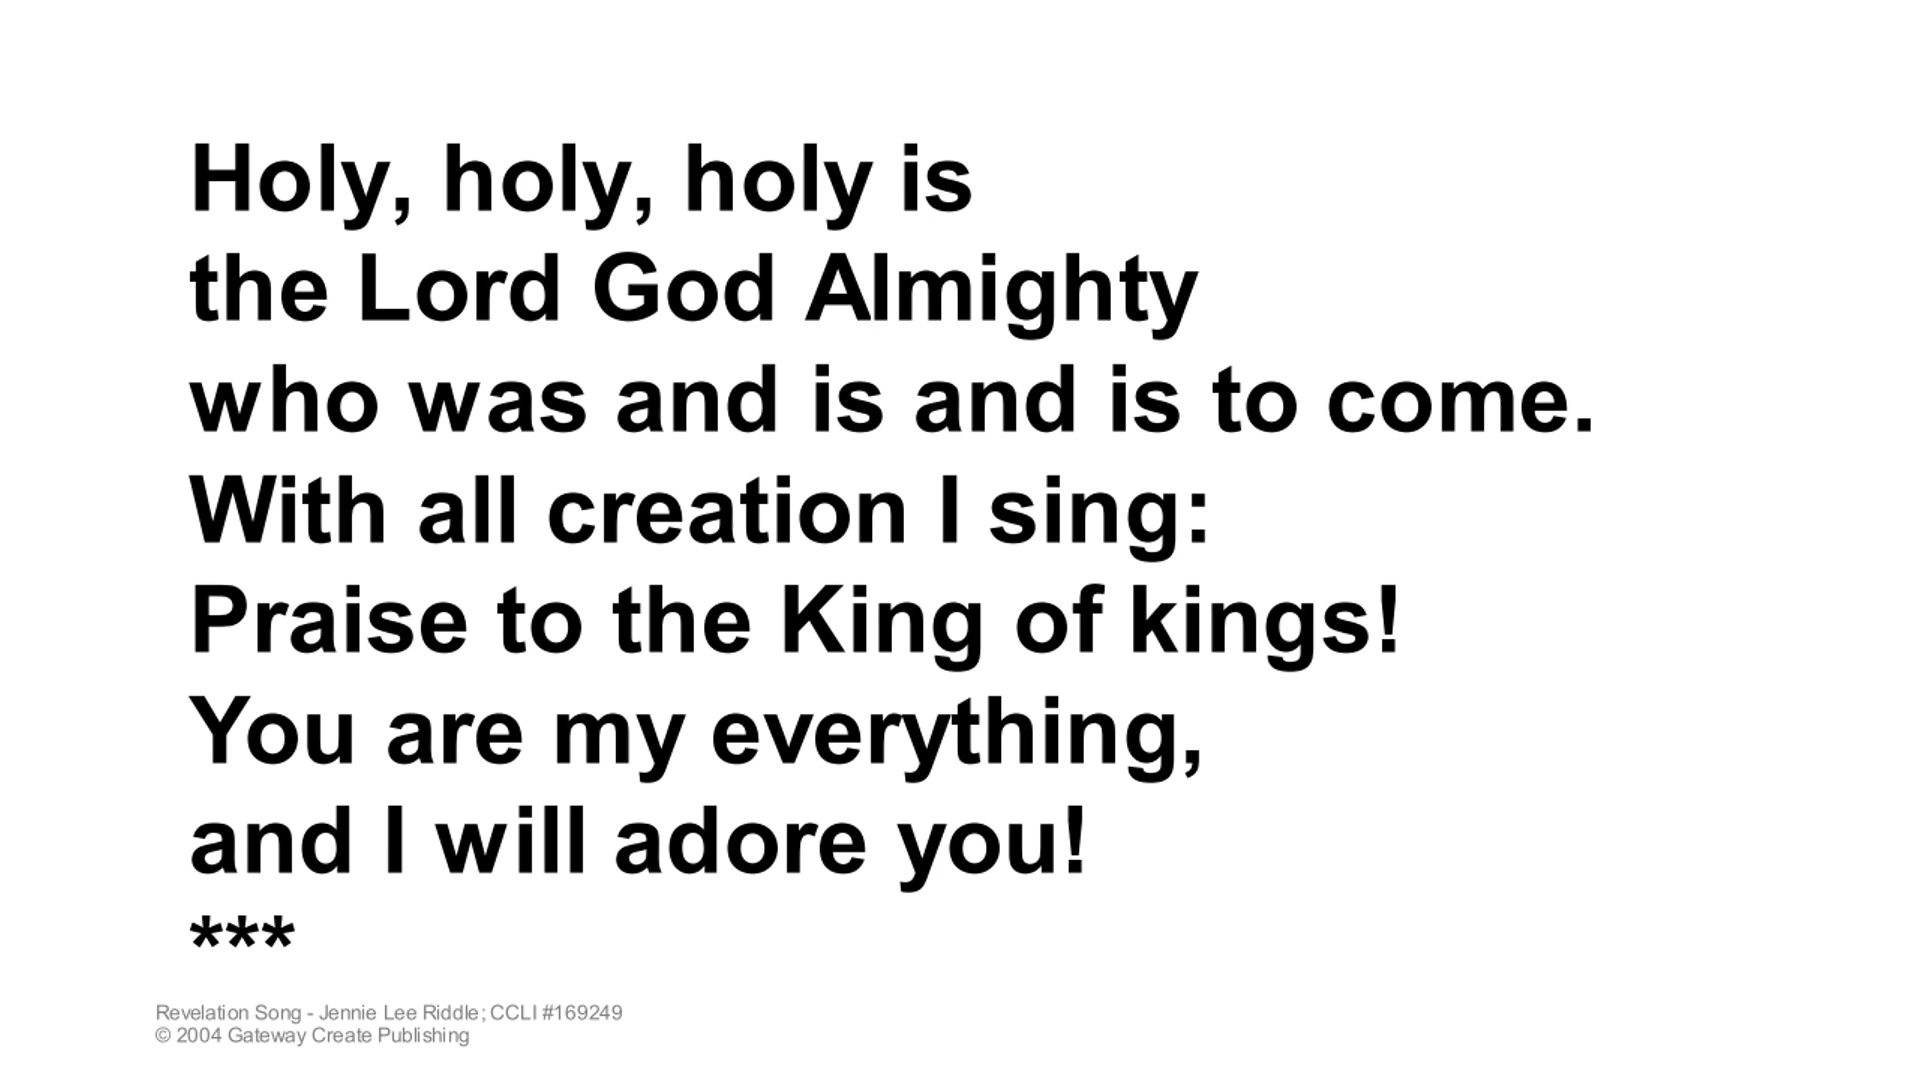 Holy, holy, holy is
the Lord God Almighty
who was and is and is to come.
With all creation I sing:
Praise to the King of kings!
You are my everything,
and I will adore you!
***
Revelation Song - Jennie Lee Riddle; CCLI #169249
© 2004 Gateway Create Publishing